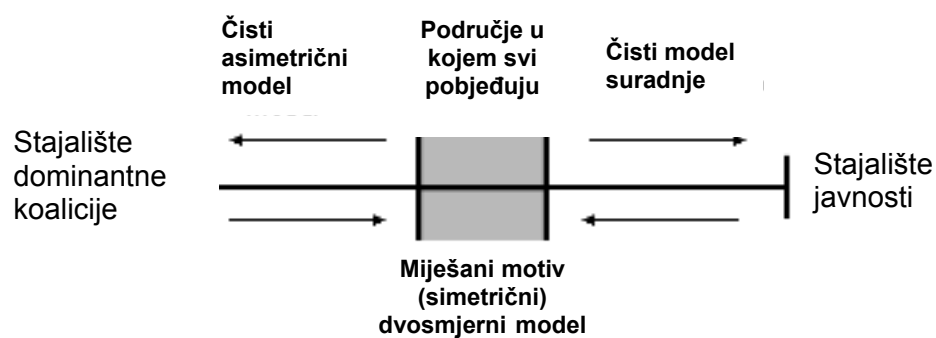 Čisti
asimetrični
model
Područje u
kojem svi
pobjeđuju
Čisti model
suradnje
Stajalište
dominantne
koalicije
Stajalište
javnosti
Miješani motiv
(simetrični)
dvosmjerni model